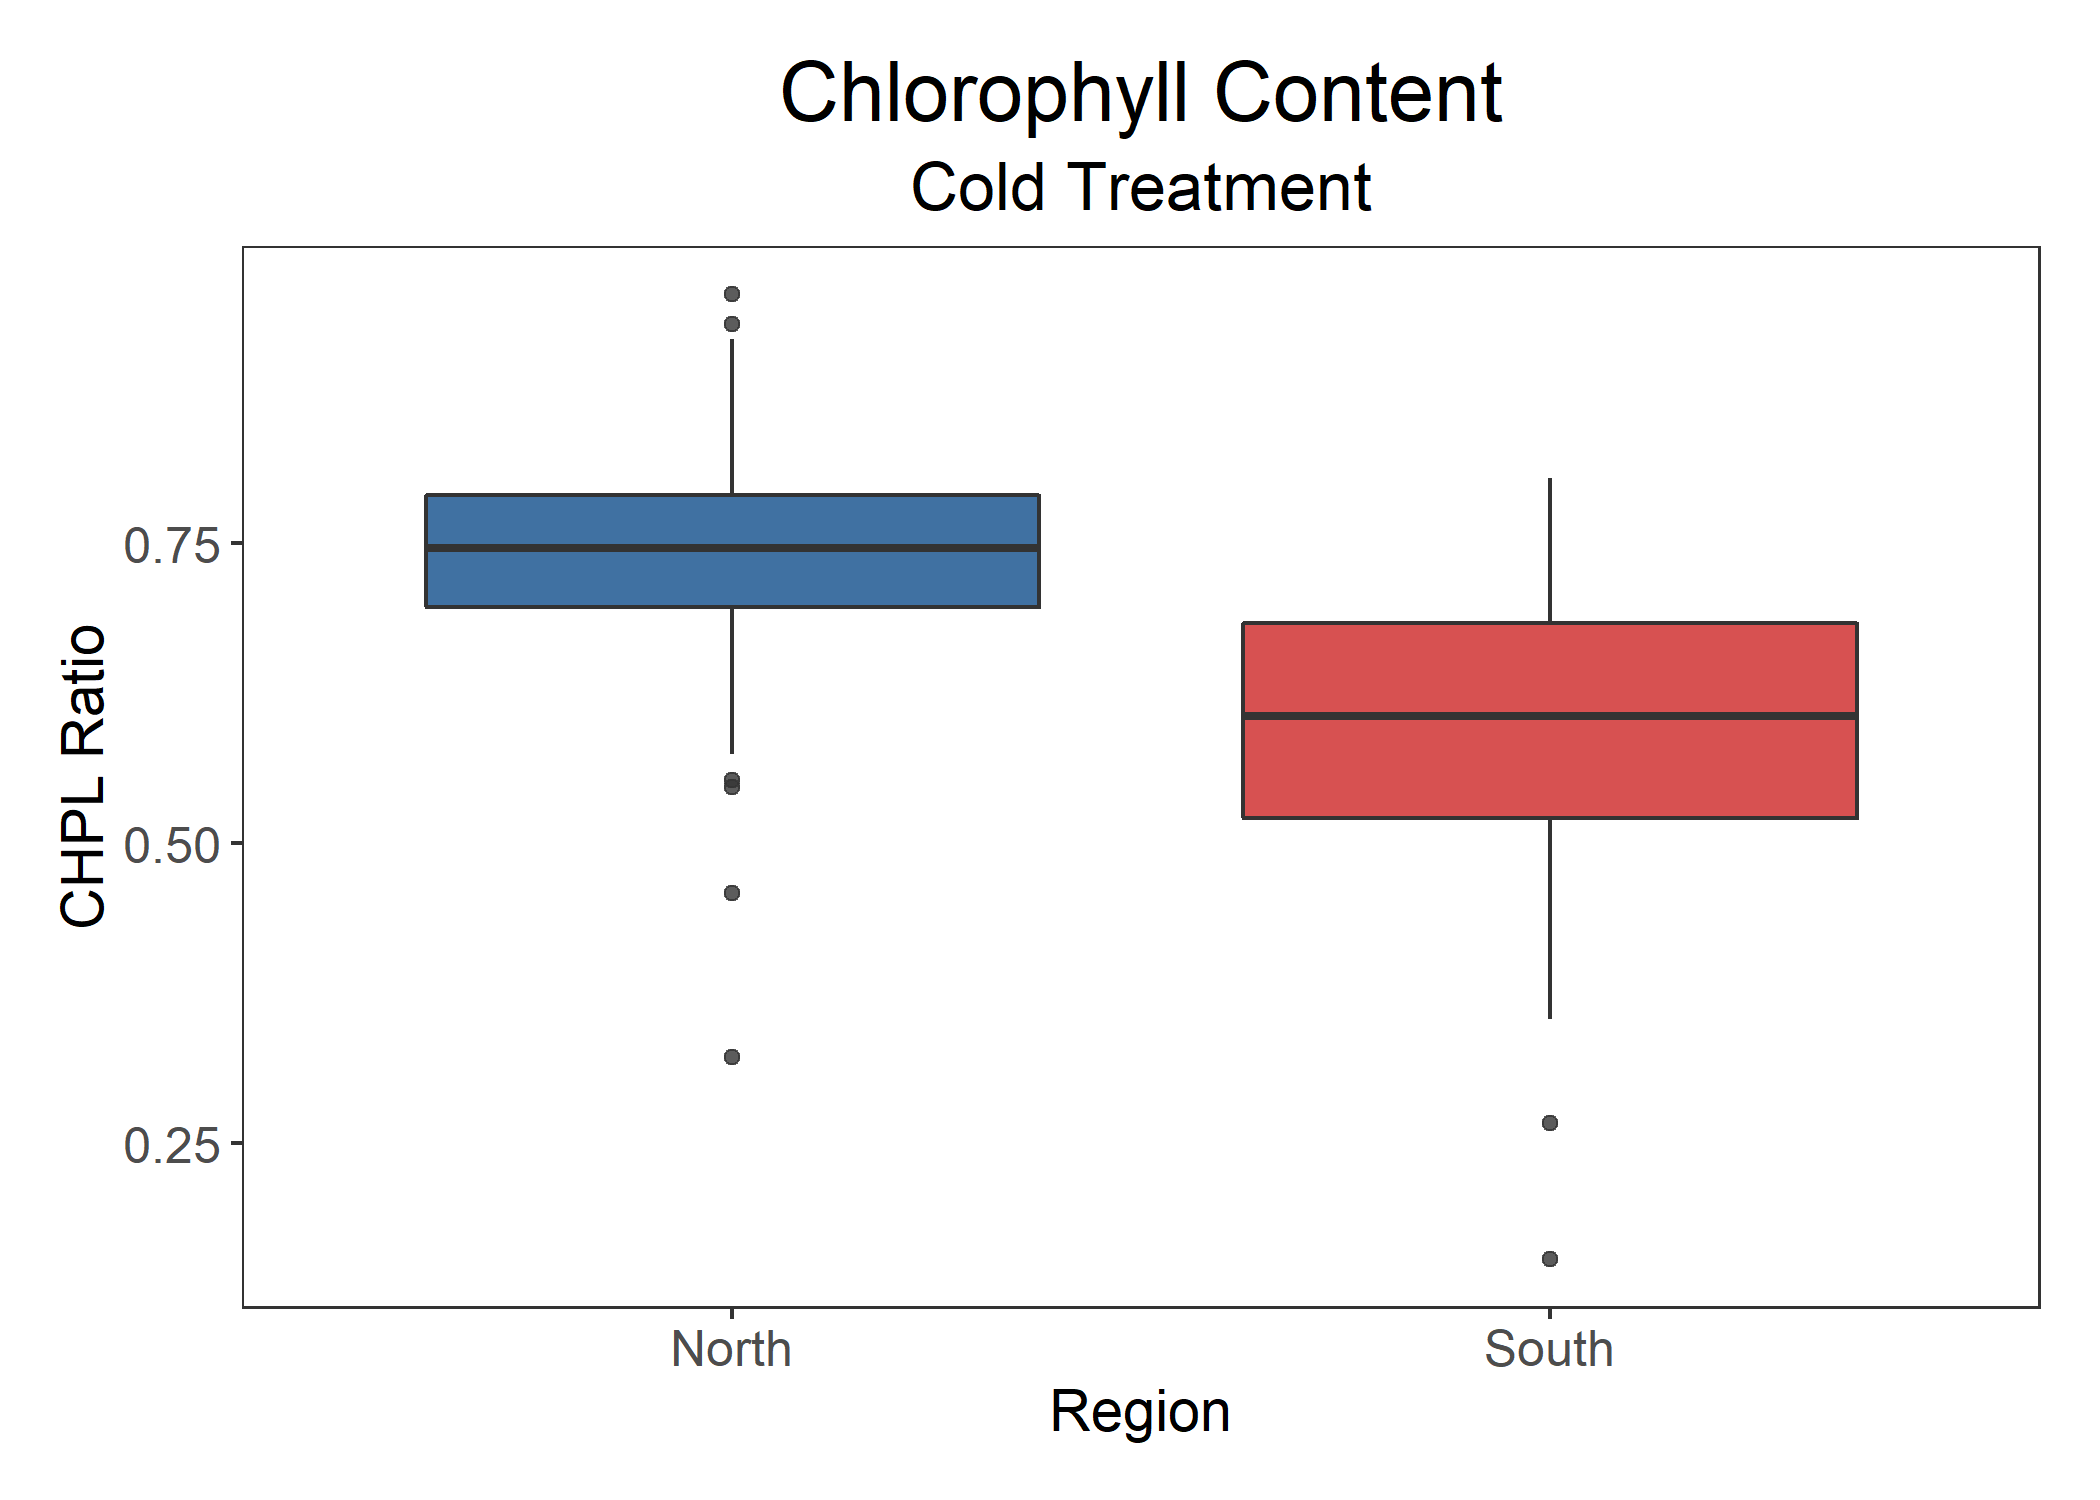 Chlorophyll Content
Cold Treatment
CHPL Ratio
0.75
0.50
0.25
North
South
Region